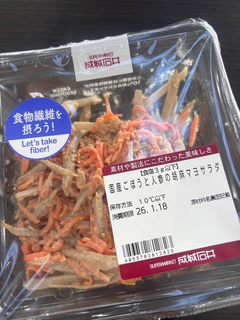 SUPERMARKET
成城石井
食物繊維を
摂ろう!
Let's take
fiber!
素材や製法にこだわった美味しさ
【食塩3g以下】
国産ごぼうと人参の胡麻マヨサラダ
保存方法 10℃以下
消費期限 26.1.18
SUPERMARKET 成城石井